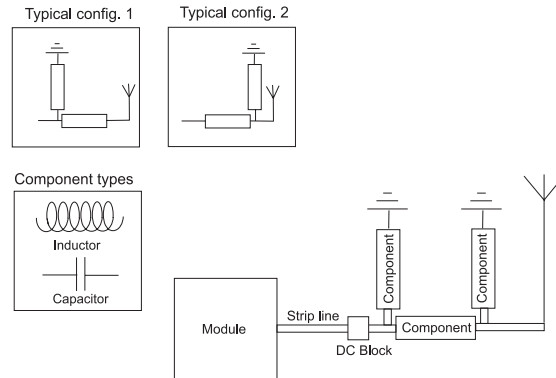 Typical config. 1
Typical config. 2
Component types
Inductor
Capacitor
Module
Strip line
DC Block
Component
Component
Component